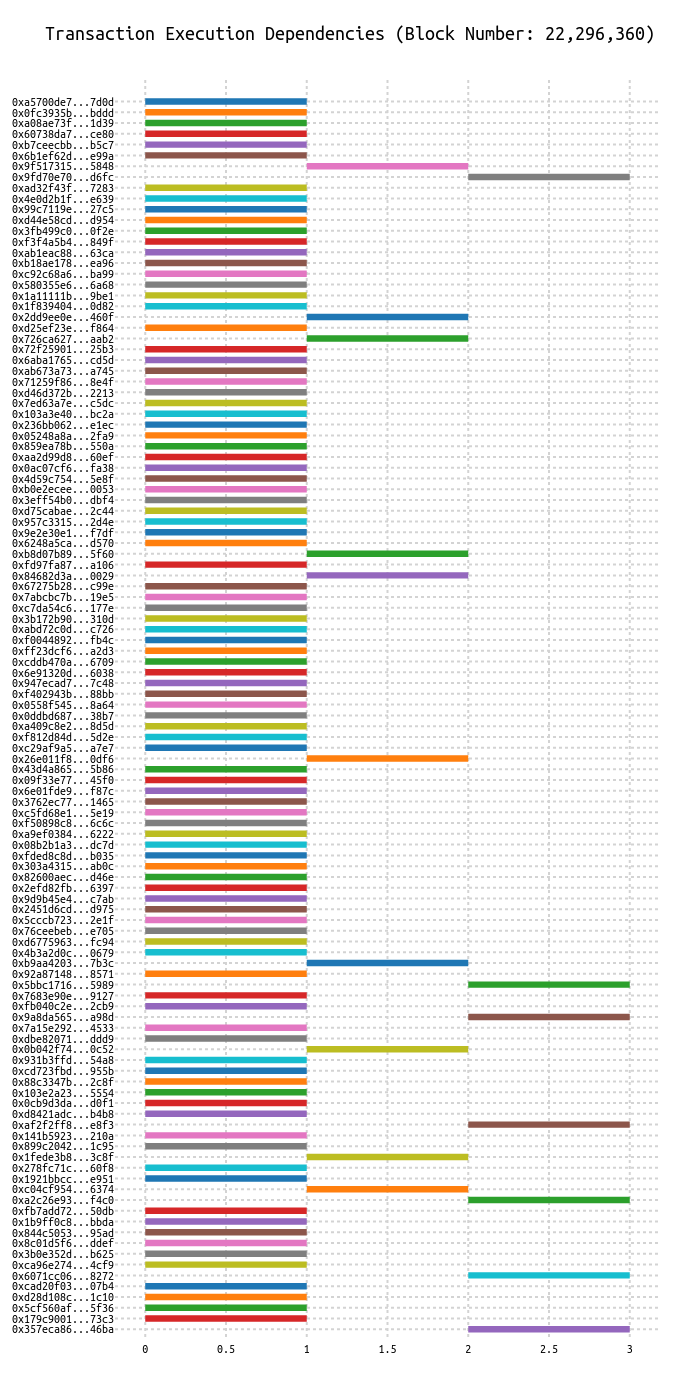 Transaction Execution Dependencies (Block Number: 22,296,360)
0xa5700de7...7d0d
0x0fc3935b...bddd
0xa08ae73f...1d39
0x60738da7...ce80
0xb7ceecbb...b5c7
0x6b1ef62d...e99a
0x9f517315...5848
0x9fd70e70...d6fc
0xad32f43f...7283
0x4e0d2b1f...e639
0x99c7119e...27c5
0xd44e58cd...d954
0x3fb499c0...0f2e
0xf3f4a5b4...849f
0xab1eac88...63ca
0xb18ae178...ea96
0xc92c68a6...ba99
0x580355e6...6a68
0x1a11111b...9be1
0x1f839404...0d82
0x2dd9ee0e...460f
0xd25ef23e...f864
0x726ca627...aab2
0x72f25901...25b3
0x6aba1765...cd5d
0xab673a73...a745
0x71259f86...8e4f
0xd46d372b...2213
0x7ed63a7e...c5dc
0x103a3e40...bc2a
0x236bb062...e1ec
0x05248a8a...2fa9
0x859ea78b...550a
0xaa2d99d8...60ef
0x0ac07cf6...fa38
0x4d59c754...5e8f
0xb0e2ecee...0053
0x3eff54b0...dbf4
0xd75cabae...2c44
0x957c3315...2d4e
0x9e2e30e1...f7df
0x6248a5ca...d570
0xb8d07b89...5f60
0xfd97fa87...a106
0x84682d3a...0029
0x67275b28...c99e
0x7abcbc7b...19e5
0xc7da54c6...177e
0x3b172b90...310d
0xabd72c0d...c726
0xf0044892...fb4c
0xff23dcf6...a2d3
0xcddb470a...6709
0x6e91320d...6038
0x947ecad7...7c48
0xf402943b...88bb
0x0558f545...8a64
0x0ddbd687...38b7
0xa409c8e2...8d5d
0xf812d84d...5d2e
0xc29af9a5...a7e7
0x26e011f8...0df6
0x43d4a865...5b86
0x09f33e77...45f0
0x6e01fde9...f87c
0x3762ec77...1465
0xc5fd68e1...5e19
0xf50898c8...6c6c
0xa9ef0384...6222
0x08b2b1a3...dc7d
0xfded8c8d...b035
0x303a4315...ab0c
0x82600aec...d46e
0x2efd82fb...6397
0x9d9b45e4...c7ab
0x2451d6cd...d975
0x5cccb723...2e1f
0x76ceebeb...e705
0xd6775963...fc94
0x4b3a2d0c...0679
0xb9aa4203...7b3c
0x92a87148...8571
0x5bbc1716...5989
0x7683e90e...9127
0xfb040c2e...2cb9
0x9a8da565...a98d
0x7a15e292...4533
0xdbe82071...ddd9
0x0b042f74...0c52
0x931b3ffd...54a8
0xcd723fbd...955b
0x88c3347b...2c8f
0x103e2a23...5554
0x0cb9d3da...d0f1
0xd8421adc...b4b8
0xaf2f2ff8...e8f3
0x141b5923...210a
0x899c2042...1c95
0x1fede3b8...3c8f
0x278fc71c...60f8
0x1921bbcc...e951
0xc04cf954...6374
0xa2c26e93...f4c0
0xfb7add72...50db
0x1b9ff0c8...bbda
0x844c5053...95ad
0x8c01d5f6...ddef
0x3b0e352d...b625
0xca96e274...4cf9
0x6071cc06...8272
0xcad20f03...07b4
0xd28d108c...1c10
0x5cf560af...5f36
0x179c9001...73c3
0x357eca86...46ba
0 0.5 1 1.5 2 2.5 3